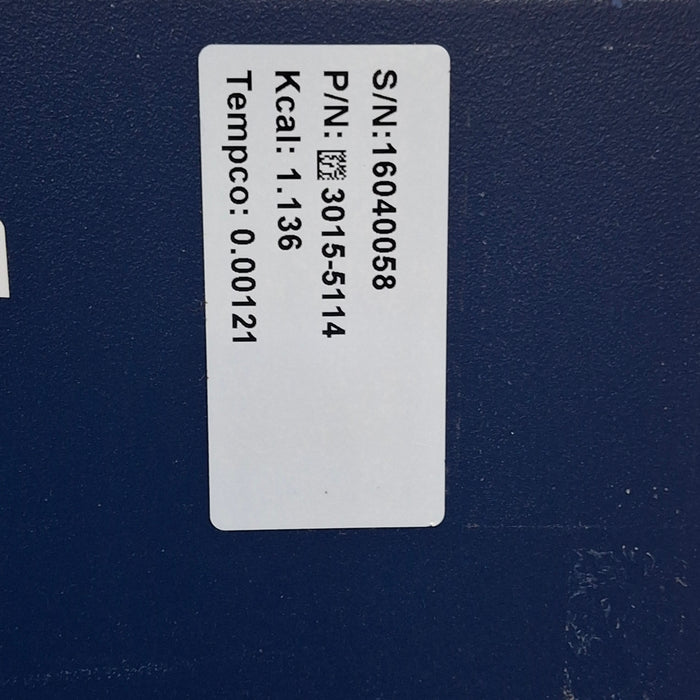 S/N:16040058
P/N: 3015-5114
Kcal: 1.136
Tempco: 0.00121